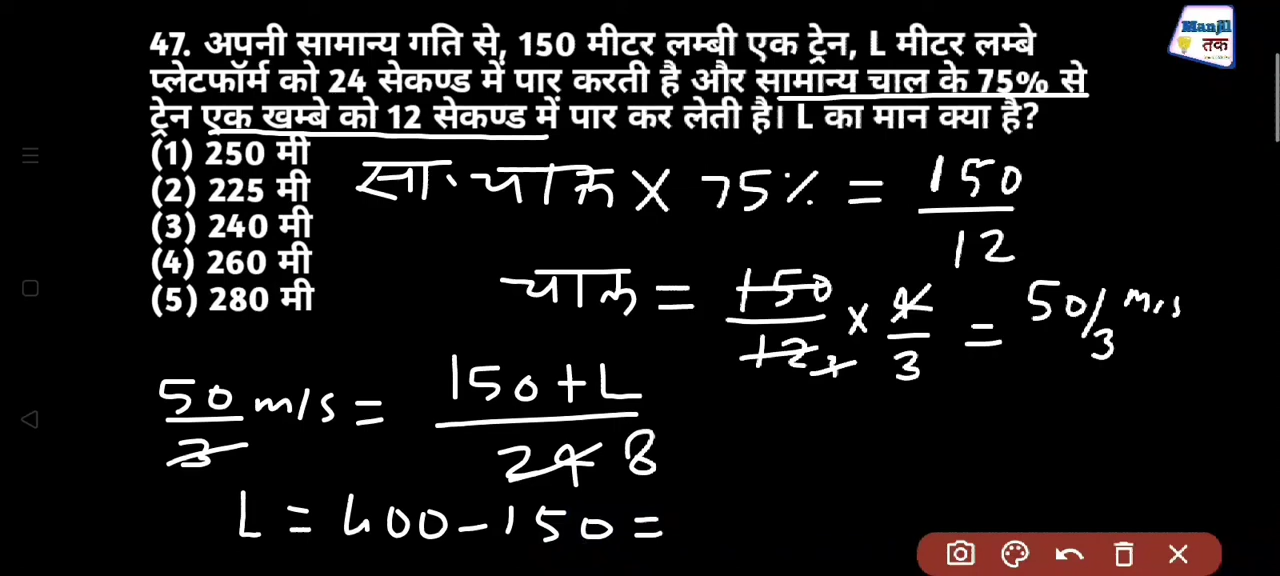 47. अपनी सामान्य गति से, 150 मीटर लम्बी एक ट्रेन, L मीटर लम्बे
प्लेटफॉर्म को 24 सेकण्ड में पार करती है और सामान्य चाल के 75% से
ट्रेन एक खम्बे को 12 सेकण्ड में पार कर लेती है। L का मान क्या है?
(1) 250 मी
(2) 225 मी
(3) 240 मी
(4) 260 मी
(5) 280 मी
Manjil
तक
सा. चाल × 75% = 150/12
चाल = 150/12 × 4/3 = 50/3 m/s
50/3 m/s = 150+L/24 8
L = 400-150 =